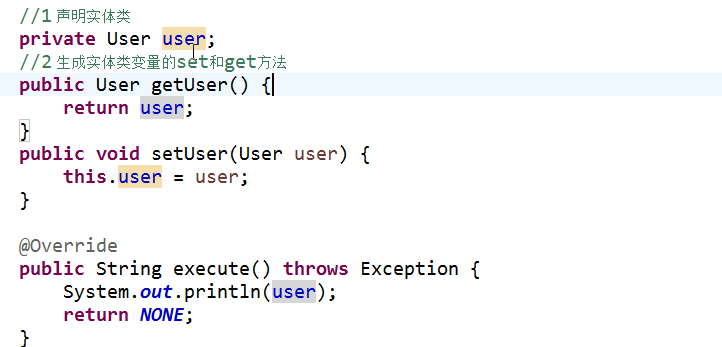 //1 声明实体类
private User user;
//2 生成实体类变量的set和get方法
public User getUser() {
    return user;
}
public void setUser(User user) {
    this.user = user;
}
@Override
public String execute() throws Exception {
    System.out.println(user);
    return NONE;
}